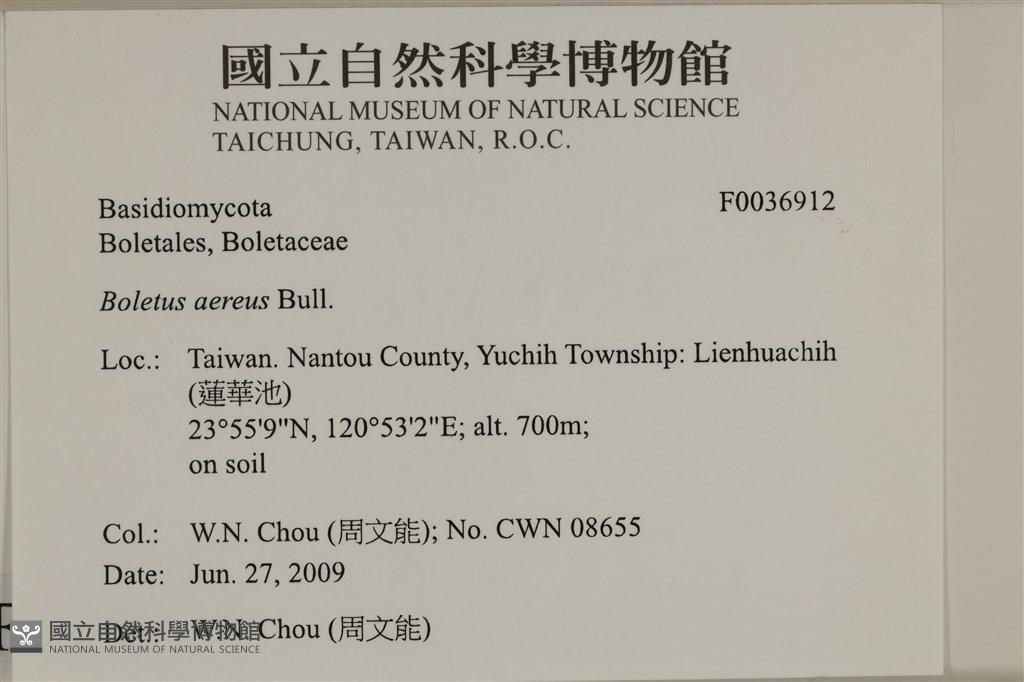 國立自然科學博物館
NATIONAL MUSEUM OF NATURAL SCIENCE
TAICHUNG, TAIWAN, R.O.C.
Basidiomycota F0036912
Boletales, Boletaceae
Boletus aereus Bull.
Loc.: Taiwan. Nantou County, Yuchih Township: Lienhuachih
(蓮華池)
23°55'9"N, 120°53'2"E; alt. 700m;
on soil
Col.: W.N. Chou (周文能); No. CWN 08655
Date: Jun. 27, 2009
Det.: W.N. Chou (周文能)
國立自然科學博物館
NATIONAL MUSEUM OF NATURAL SCIENCE